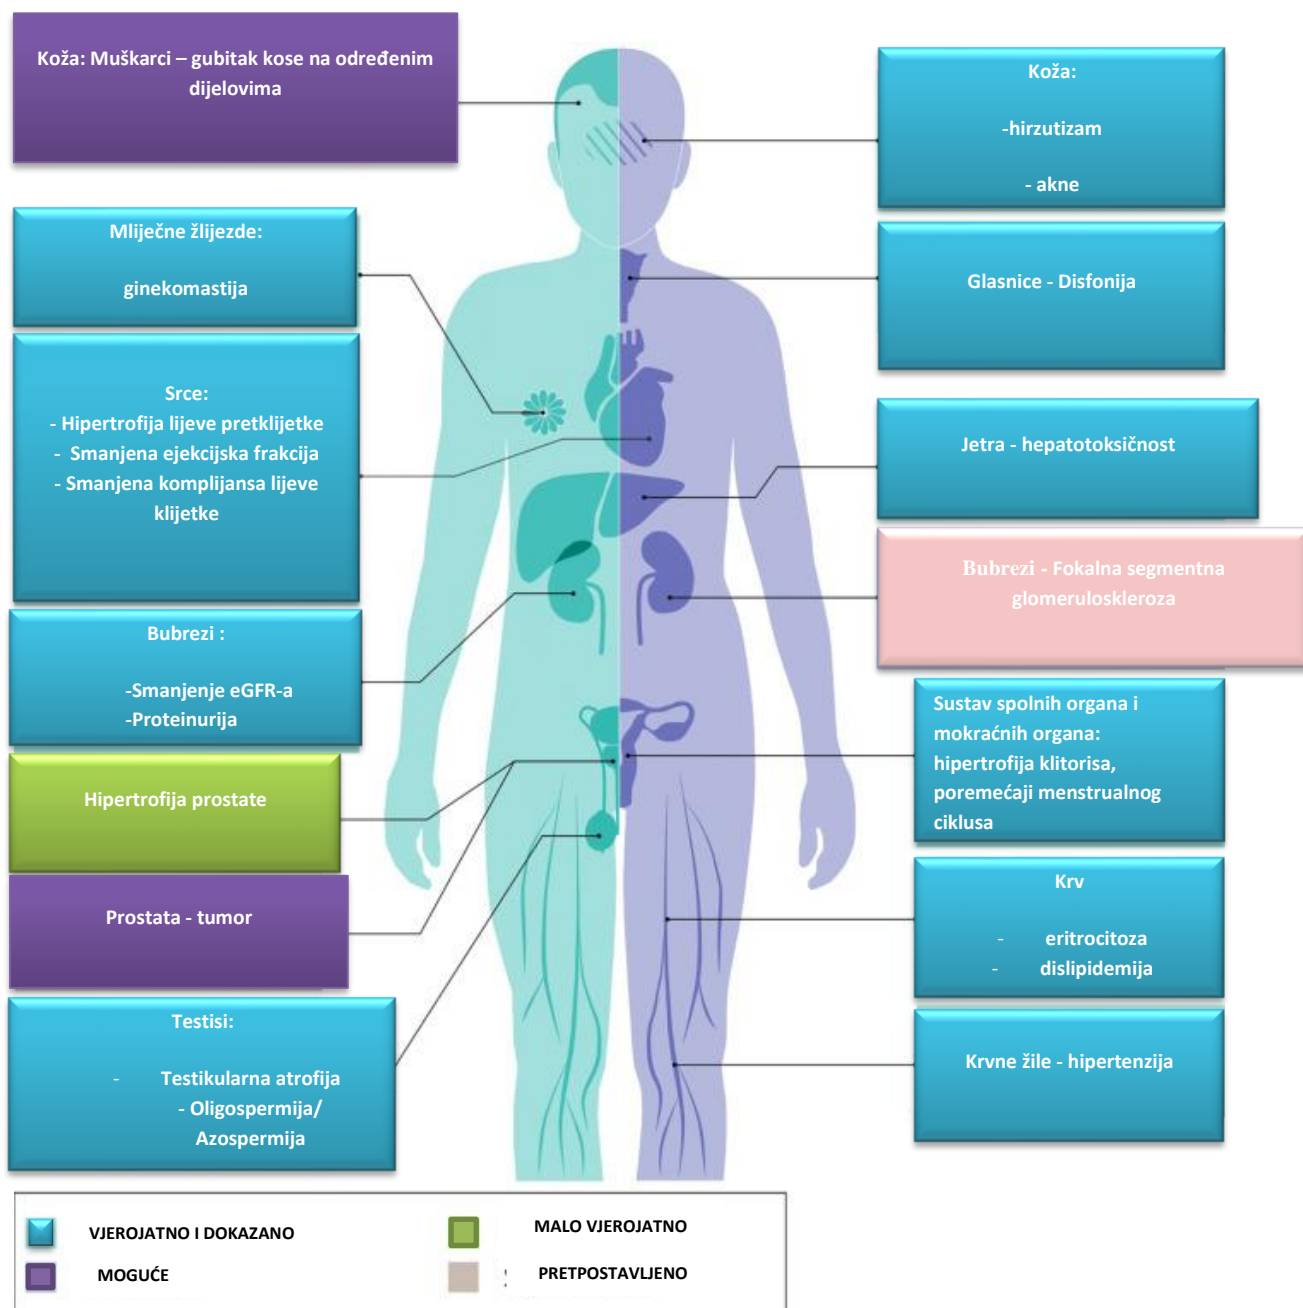 Koža: Muškarci – gubitak kose na određenim
dijelovima
Mliječne žlijezde:
ginekomastija
Srce:
- Hipertrofija lijeve pretklijetke
- Smanjena ejekcijska frakcija
- Smanjena komplijansa lijeve
klijetke
Bubrezi :
-Smanjenje eGFR-a
-Proteinurija
Hipertrofija prostate
Prostata - tumor
Testisi:
- Testikularna atrofija
- Oligospermija/
Azospermija
Koža:
-hirzutizam
- akne
Glasnice - Disfonija
Jetra - hepatotoksičnost
Bubrezi - Fokalna segmentna
glomeruloskleroza
Sustav spolnih organa i
mokraćnih organa:
hipertrofija klitorisa,
poremećaji menstrualnog
ciklusa
Krv
- eritrocitoza
- dislipidemija
Krvne žile - hipertenzija
VJEROJATNO I DOKAZANO
MALO VJEROJATNO
MOGUĆE
PRETPOSTAVLJENO